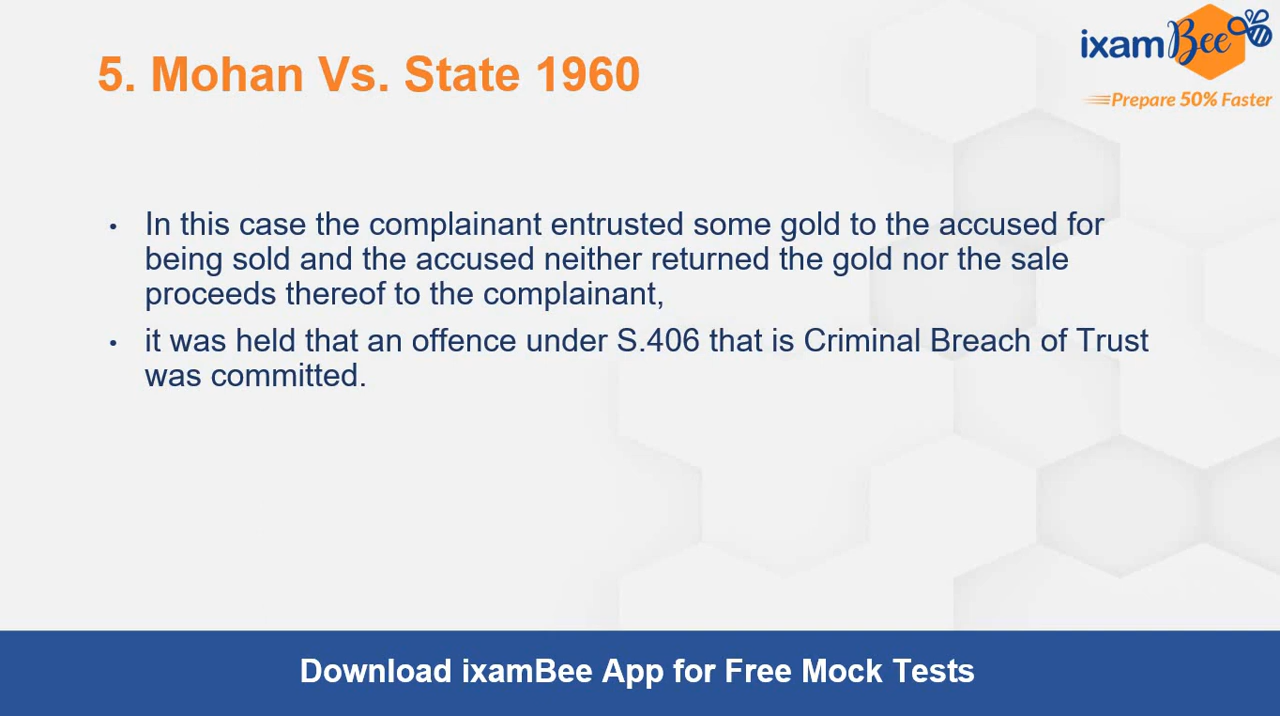 5. Mohan Vs. State 1960
ixamBee
Prepare 50% Faster
• In this case the complainant entrusted some gold to the accused for
being sold and the accused neither returned the gold nor the sale
proceeds thereof to the complainant,
• it was held that an offence under S.406 that is Criminal Breach of Trust
was committed.
Download ixamBee App for Free Mock Tests